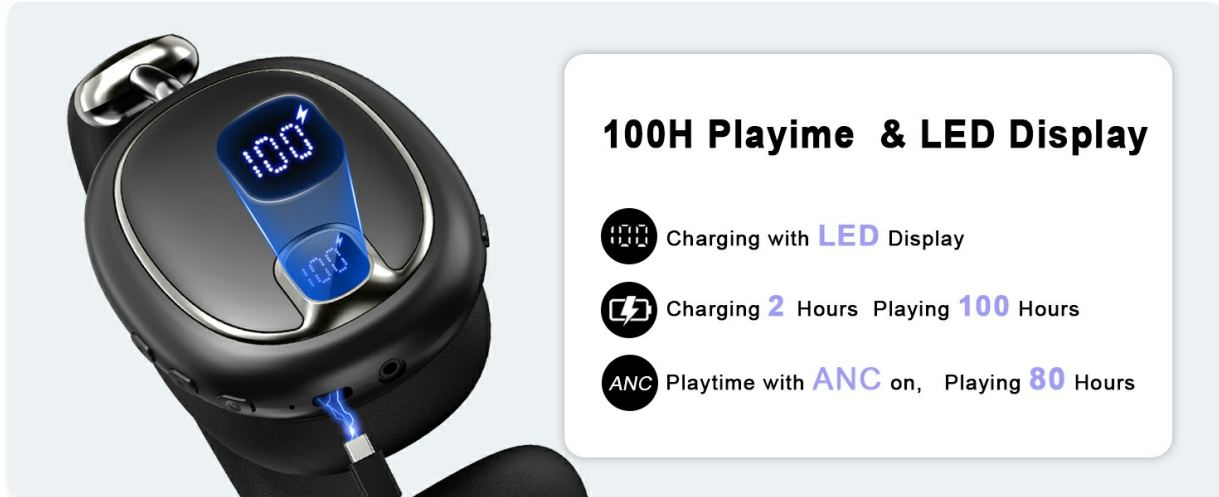 100
100H Playime & LED Display
100 Charging with LED Display
Charging 2 Hours Playing 100 Hours
ANC Playtime with ANC on, Playing 80 Hours